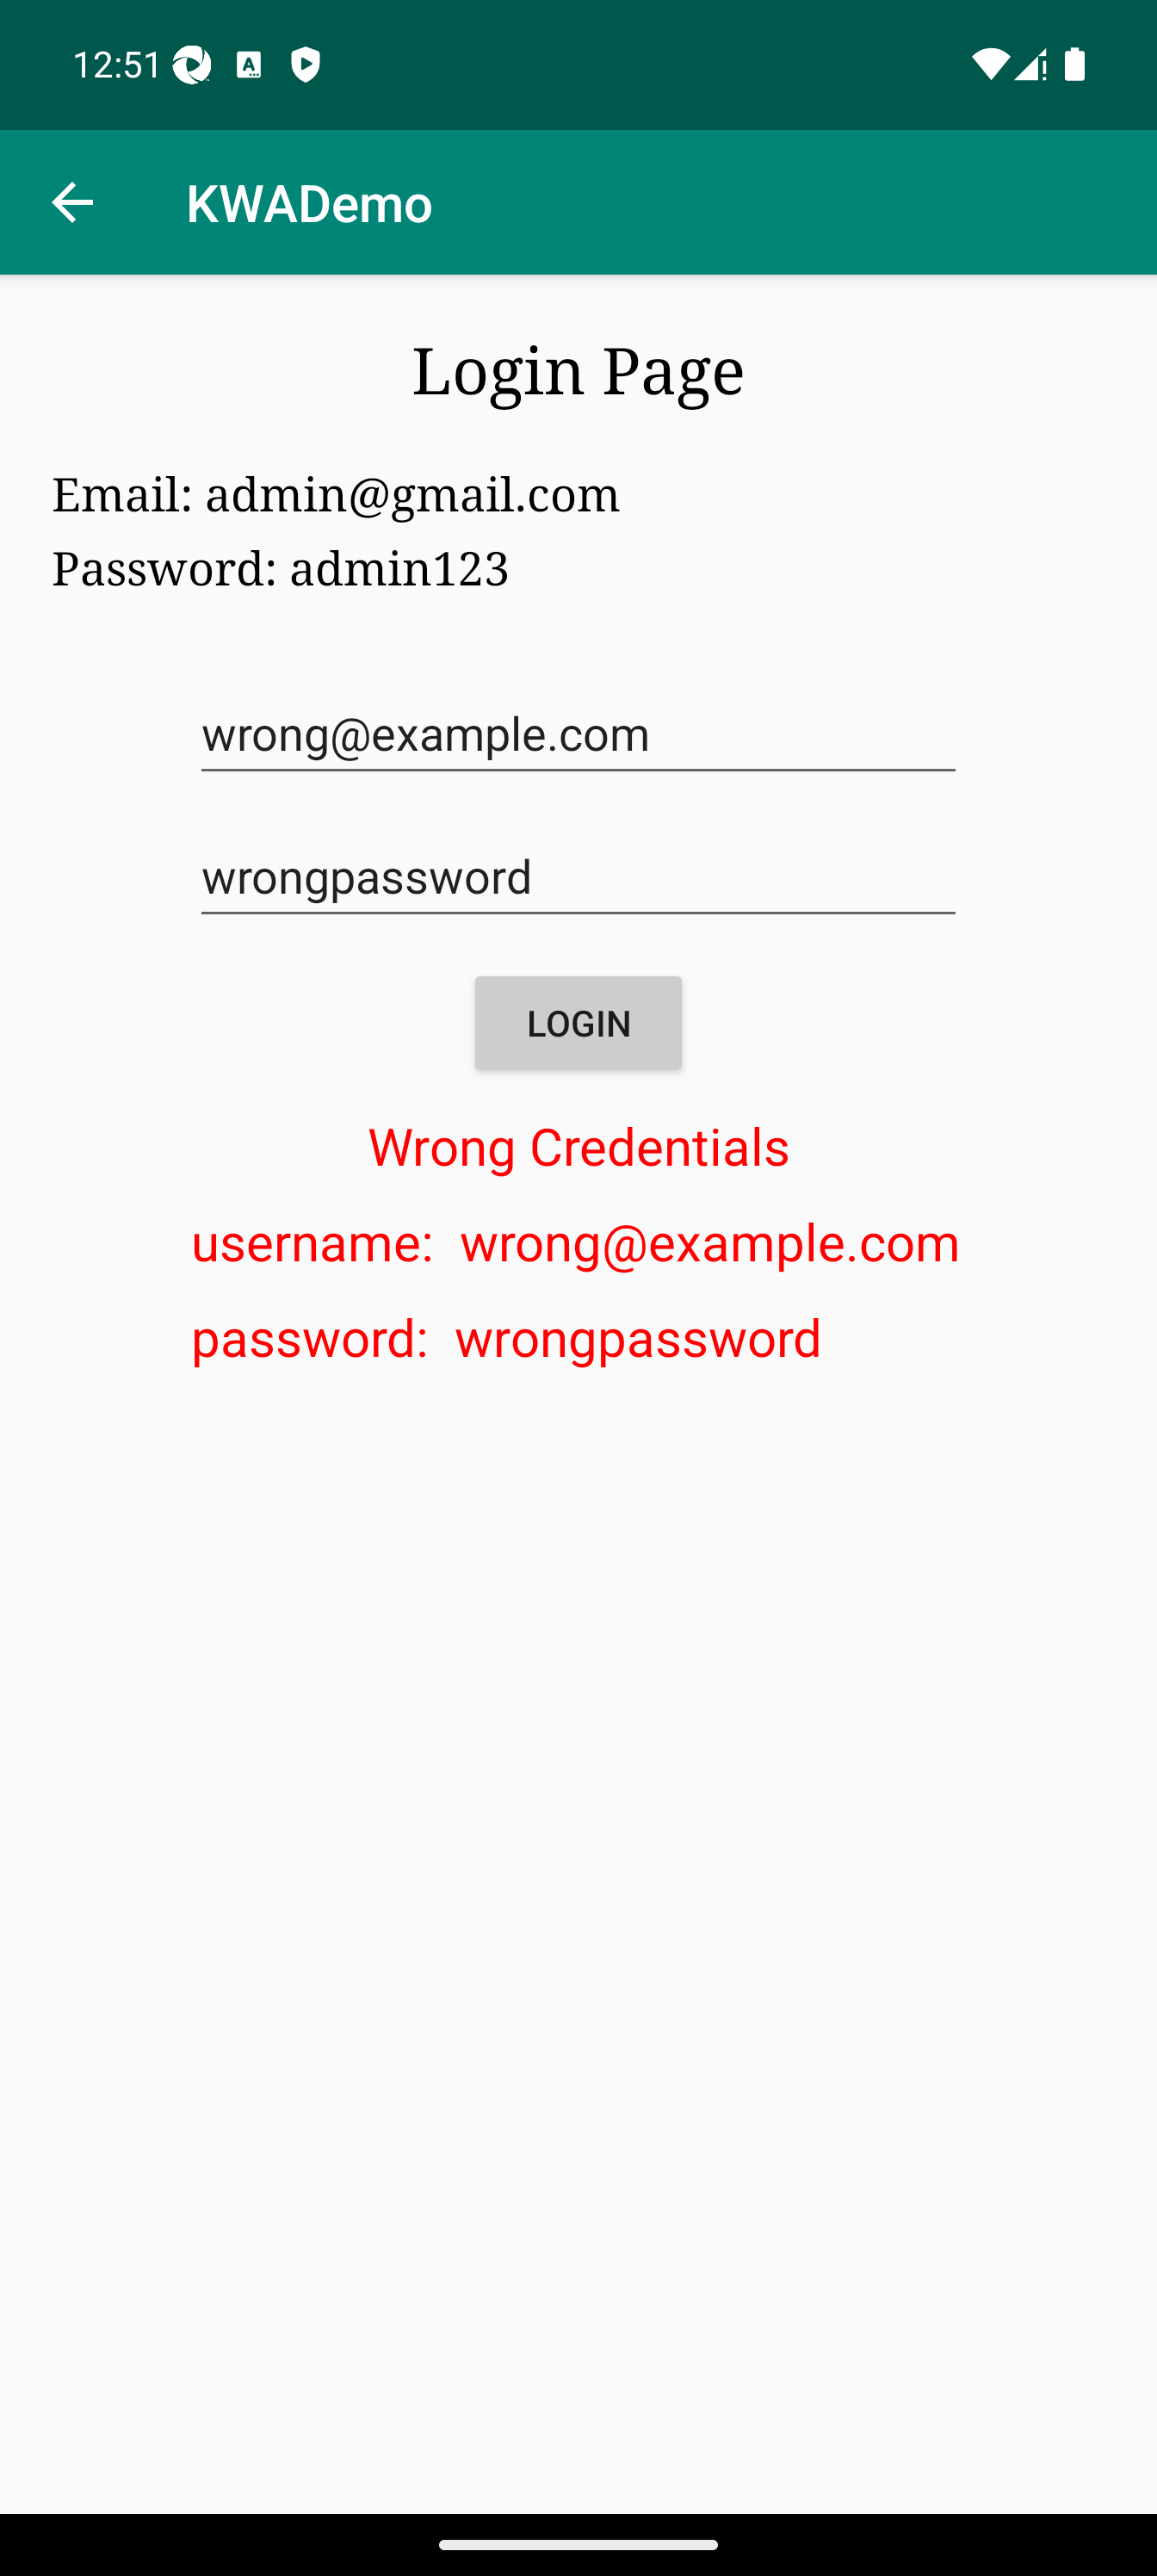 12:51
KWADemo
Login Page
Email: admin@gmail.com
Password: admin123
wrong@example.com
wrongpassword
LOGIN
Wrong Credentials
username:  wrong@example.com
password:  wrongpassword